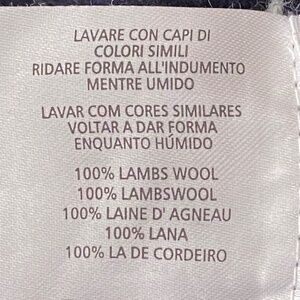 LAVARE CON CAPI DI
COLORI SIMILI
RIDARE FORMA ALL'INDUMENTO
MENTRE UMIDO
LAVAR COM CORES SIMILARES
VOLTAR A DAR FORMA
ENQUANTO HÚMIDO
100% LAMBS WOOL
100% LAMBSWOOL
100% LAINE D' AGNEAU
100% LANA
100% LA DE CORDEIRO